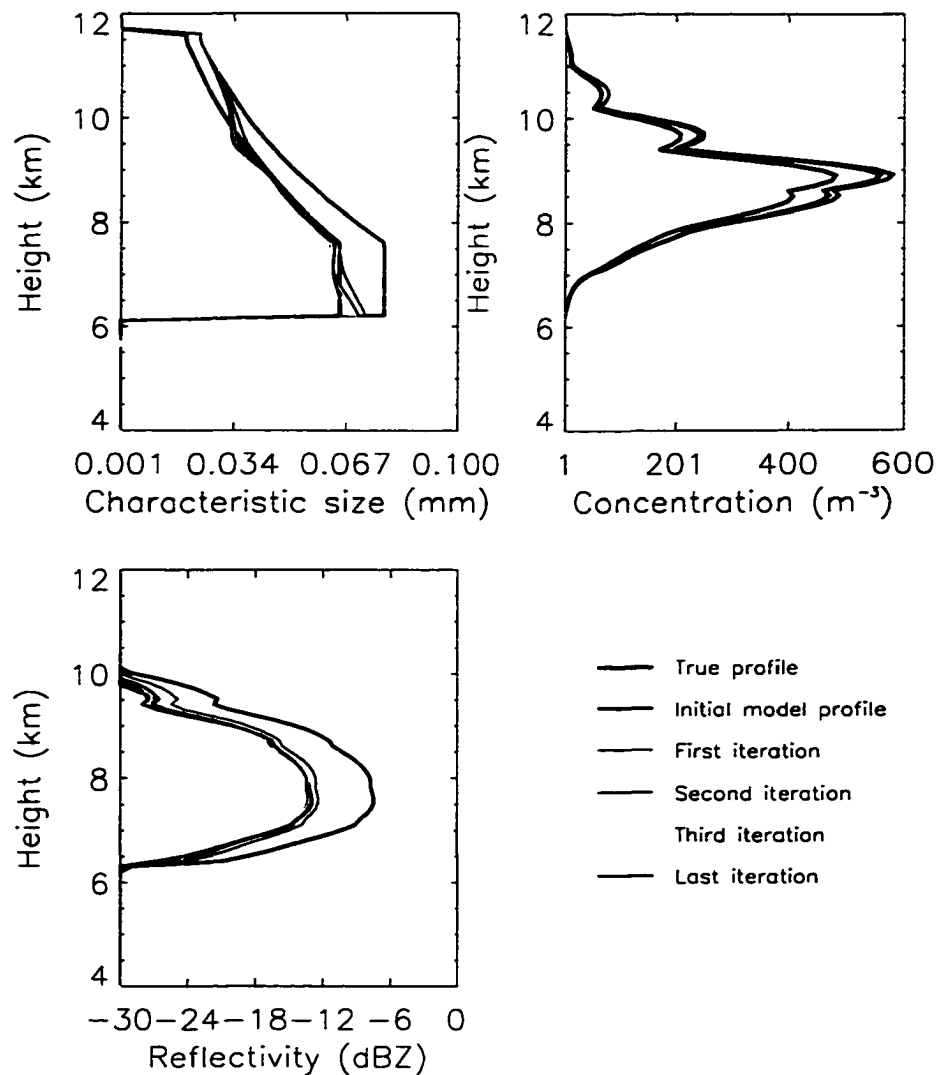 12
10
8
6
4
Height (km)
0.001 0.034 0.067 0.100
Characteristic size (mm)
12
10
8
6
4
Height (km)
1 201 400 600
Concentration (m⁻³)
12
10
8
6
4
Height (km)
−30−24−18−12 −6 0
Reflectivity (dBZ)
True profile
Initial model profile
First iteration
Second iteration
Third iteration
Last iteration